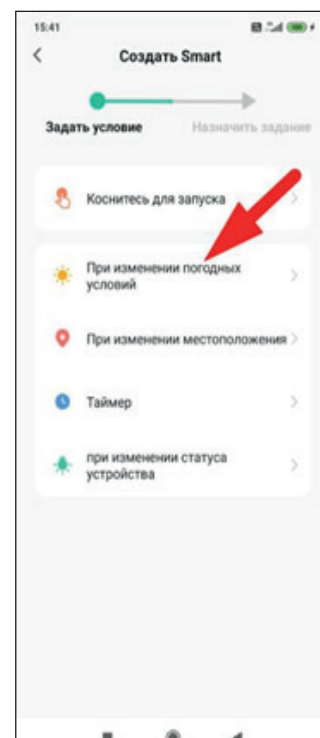 15:41
Создать Smart
Задать условие Назначить задание
Коснитесь для запуска
При изменении погодных
условий
При изменении местоположения
Таймер
при изменении статуса
устройства